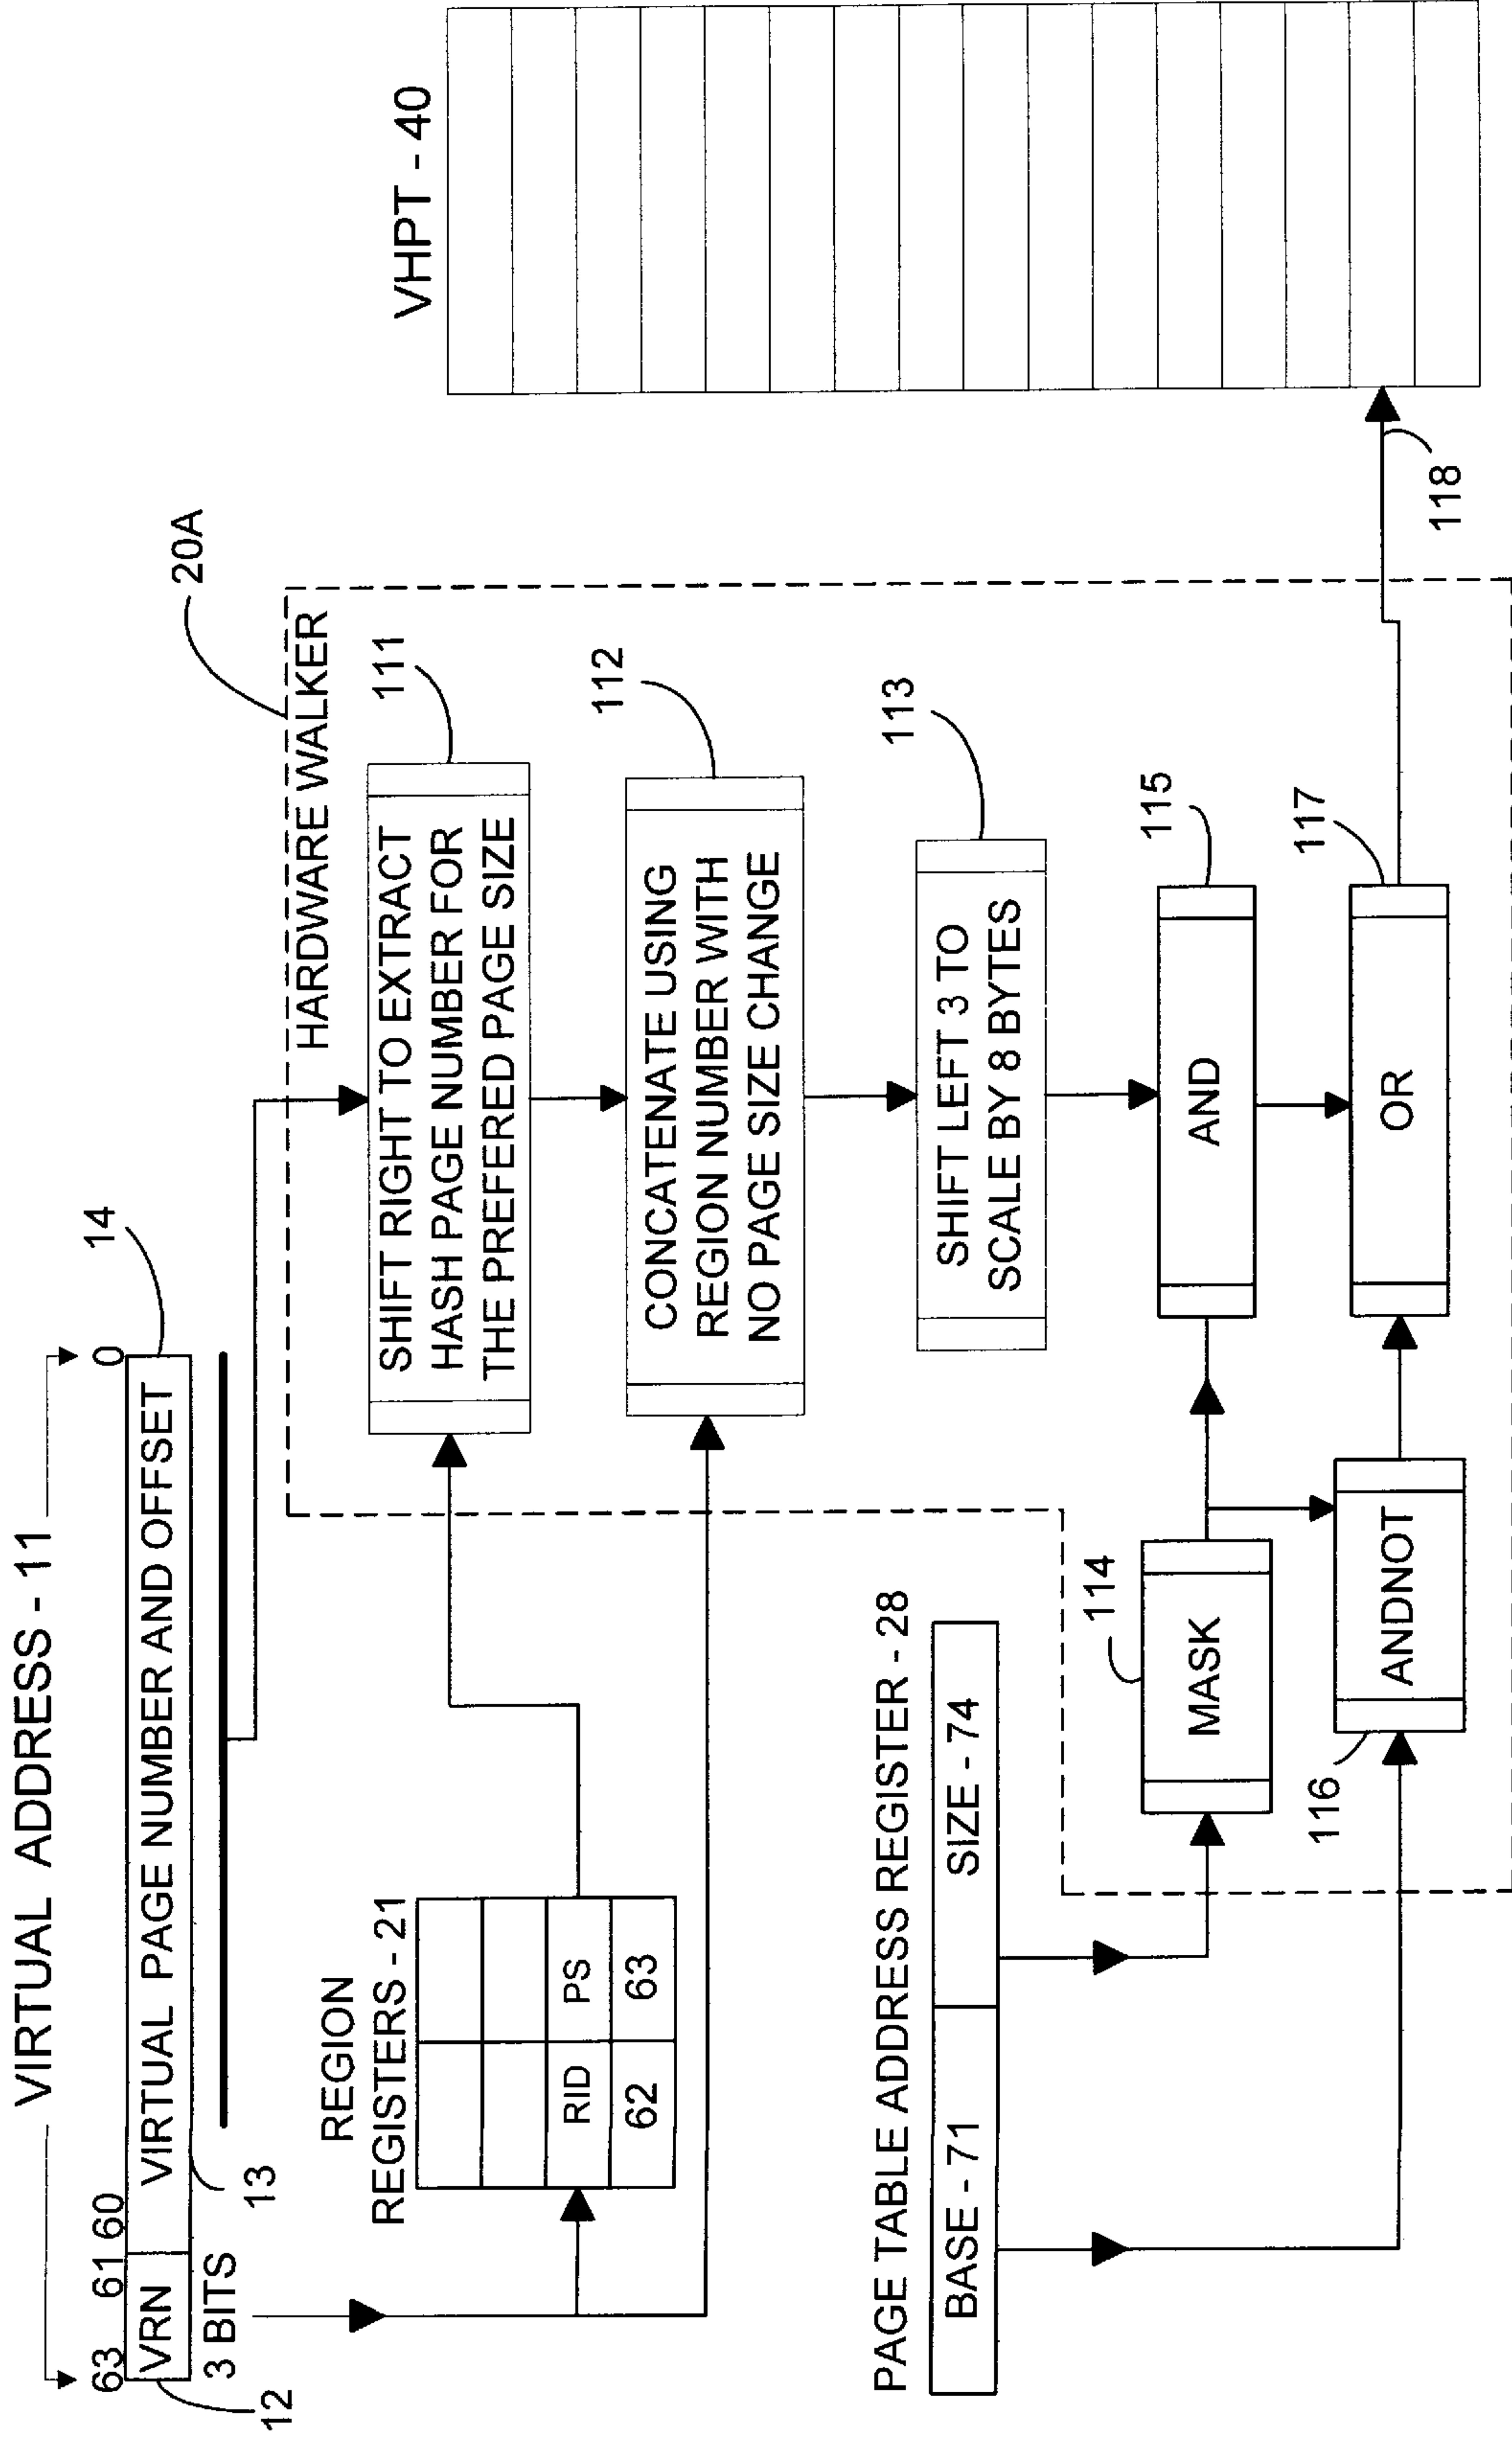 VIRTUAL ADDRESS - 11
63 61 60 0
VRN VIRTUAL PAGE NUMBER AND OFFSET
3 BITS
12
13
14
REGION
REGISTERS - 21
RID PS
62 63
20A
HARDWARE WALKER
SHIFT RIGHT TO EXTRACT
HASH PAGE NUMBER FOR
THE PREFERED PAGE SIZE
111
CONCATENATE USING
REGION NUMBER WITH
NO PAGE SIZE CHANGE
112
SHIFT LEFT 3 TO
SCALE BY 8 BYTES
113
PAGE TABLE ADDRESS REGISTER - 28
BASE - 71 SIZE - 74
114
MASK
AND
115
116
ANDNOT
OR
117
118
VHPT - 40